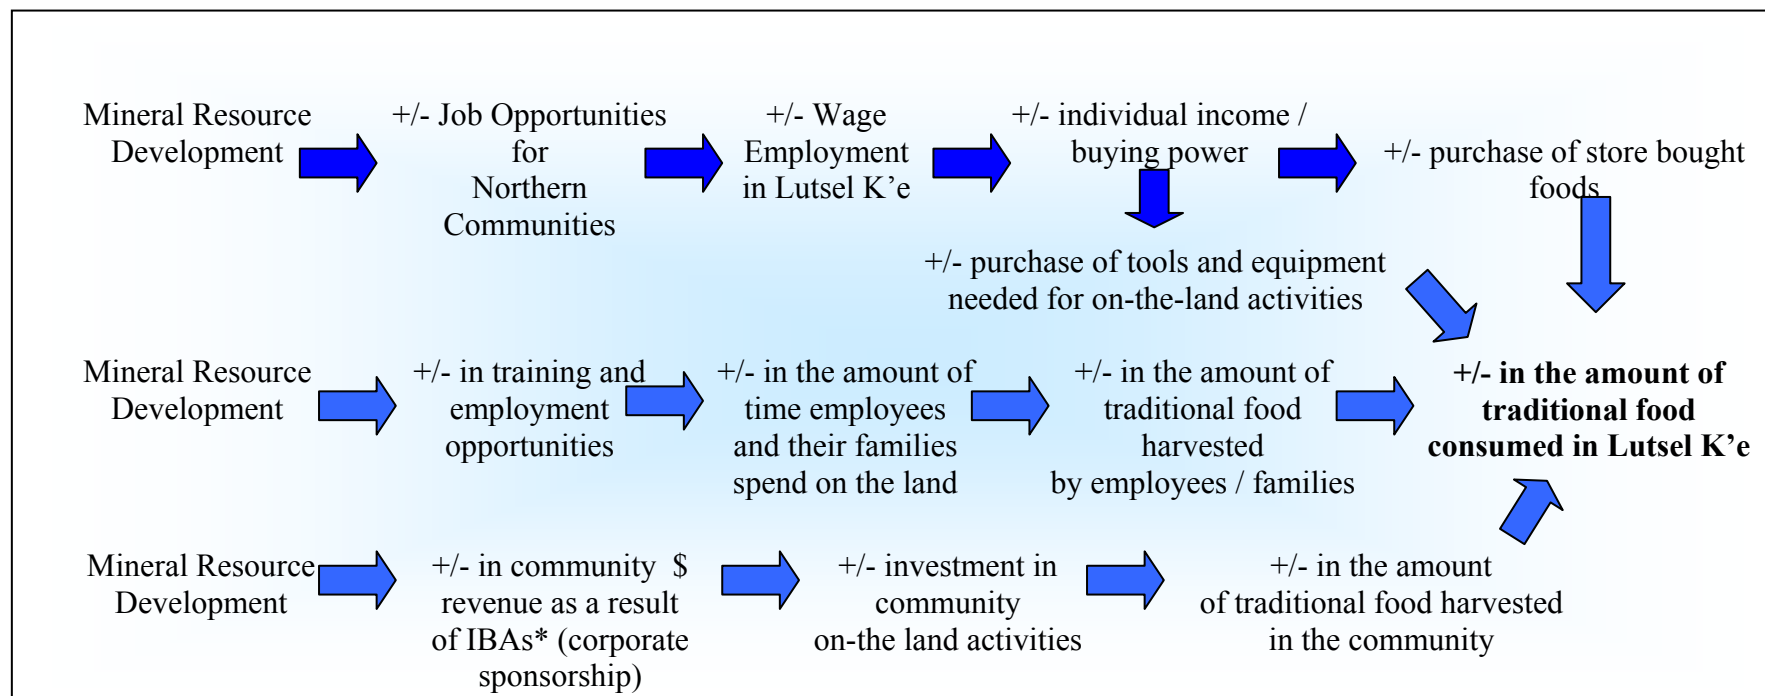 Mineral Resource
Development
+/- Job Opportunities
for
Northern
Communities
+/- Wage
Employment
in Lutsel K’e
+/- individual income /
buying power
+/- purchase of store bought
foods
+/- purchase of tools and equipment
needed for on-the-land activities
Mineral Resource
Development
+/- in training and
employment
opportunities
+/- in the amount of
time employees
and their families
spend on the land
+/- in the amount of
traditional food
harvested
by employees / families
+/- in the amount of
traditional food
consumed in Lutsel K’e
Mineral Resource
Development
+/- in community $
revenue as a result
of IBAs* (corporate
sponsorship)
+/- investment in
community
on-the land activities
+/- in the amount
of traditional food harvested
in the community